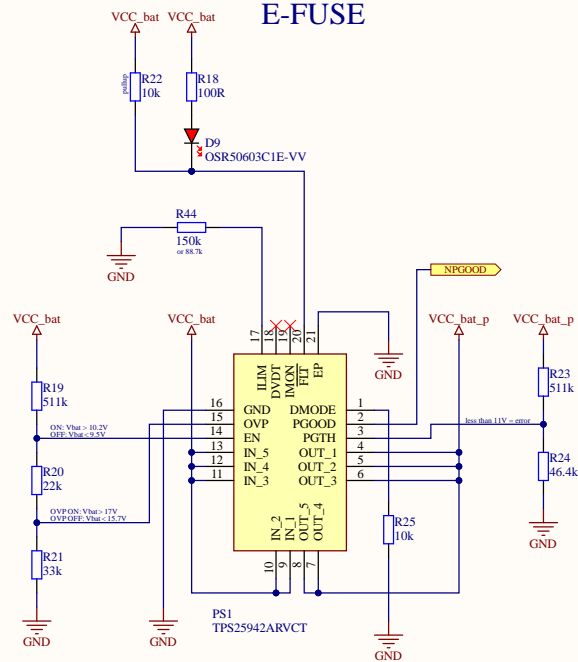 E-FUSE
VCC_bat
VCC_bat
pullup
R22
10k
R18
100R
D9
OSR50603C1E-VV
R44
150k
or 88.7k
GND
NPGOOD
VCC_bat
VCC_bat
GND
VCC_bat_p
VCC_bat_p
17
18
19
20
21
ILIM
DVDT
IMON
FLT
EP
R19
511k
R23
511k
16
GND
DMODE
1
15
OVP
PGOOD
2
14
EN
PGTH
3
13
IN_5
OUT_1
4
12
IN_4
OUT_2
5
11
IN_3
OUT_3
6
ON: Vbat > 10.2V
OFF: Vbat < 9.5V
less than 11V = error
R20
22k
R24
46.4k
OVP ON: Vbat > 17V
OVP OFF: Vbat < 15.7V
IN_2
IN_1
OUT_5
OUT_4
R25
10k
GND
R21
33k
10
9
8
7
PS1
TPS25942ARVCT
GND
GND
GND